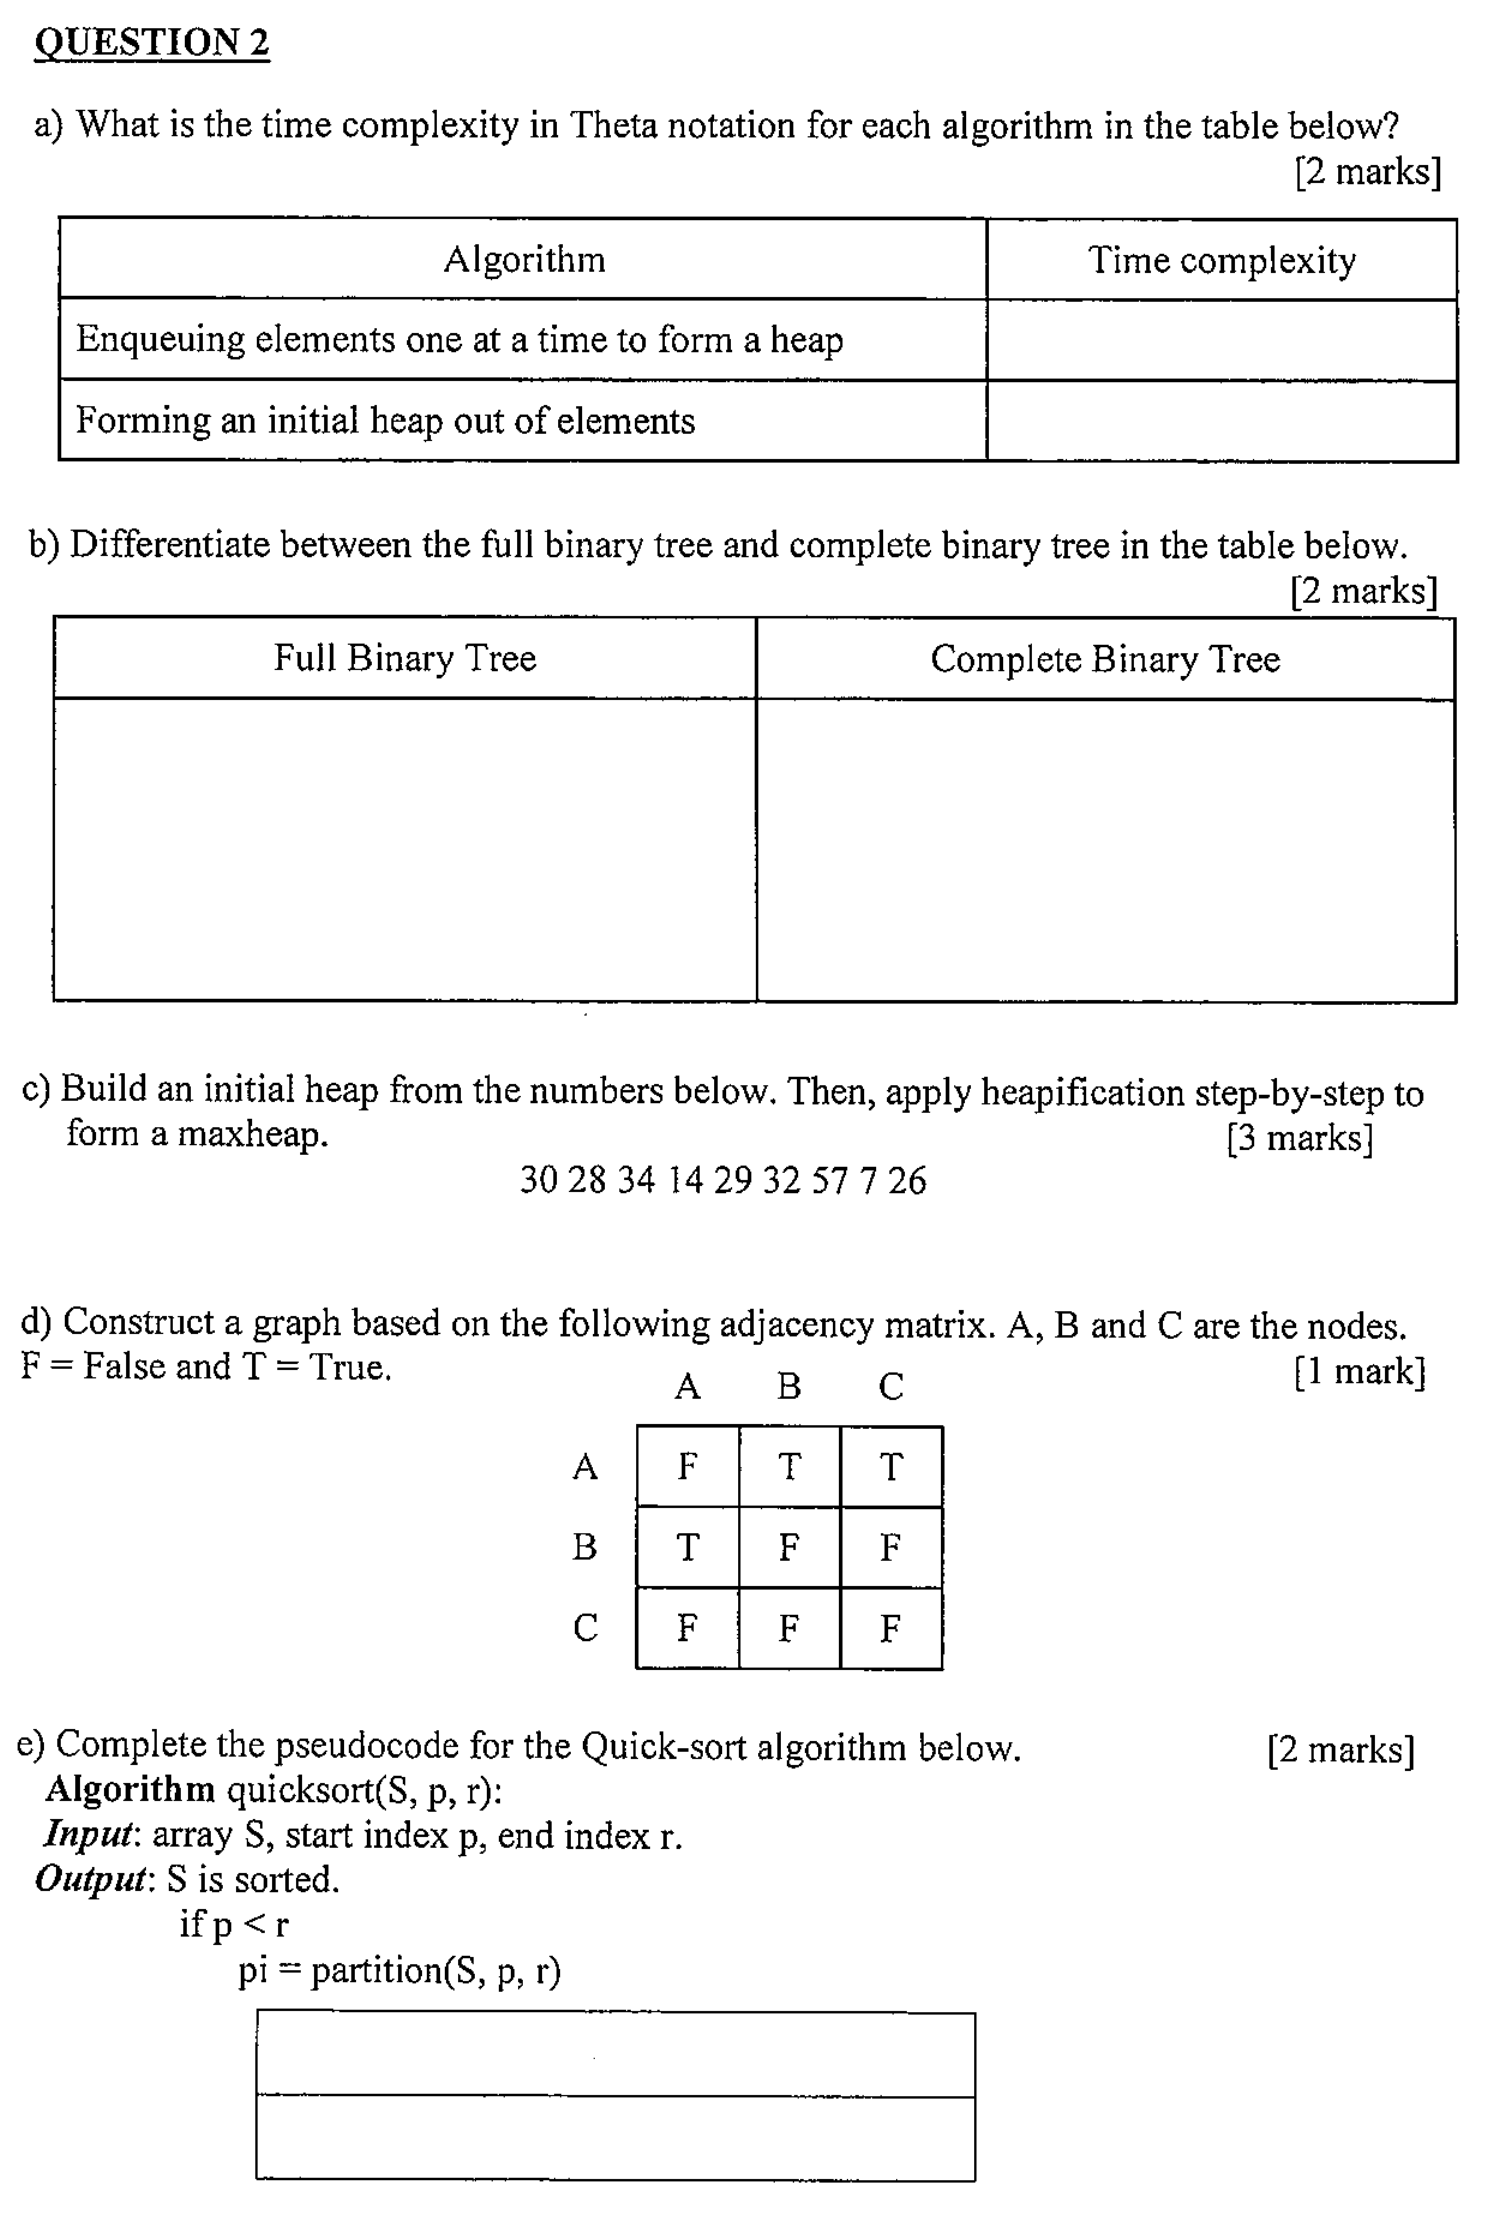 QUESTION 2
a) What is the time complexity in Theta notation for each algorithm in the table below?
[2 marks]
Algorithm Time complexity
Enqueuing elements one at a time to form a heap
Forming an initial heap out of elements
b) Differentiate between the full binary tree and complete binary tree in the table below.
[2 marks]
Full Binary Tree Complete Binary Tree
c) Build an initial heap from the numbers below. Then, apply heapification step-by-step to
form a maxheap. [3 marks]
30 28 34 14 29 32 57 7 26
d) Construct a graph based on the following adjacency matrix. A, B and C are the nodes.
F = False and T = True. [1 mark]
A B C
A F T T
B T F F
C F F F
e) Complete the pseudocode for the Quick-sort algorithm below. [2 marks]
Algorithm quicksort(S, p, r):
Input: array S, start index p, end index r.
Output: S is sorted.
if p < r
pi = partition(S, p, r)